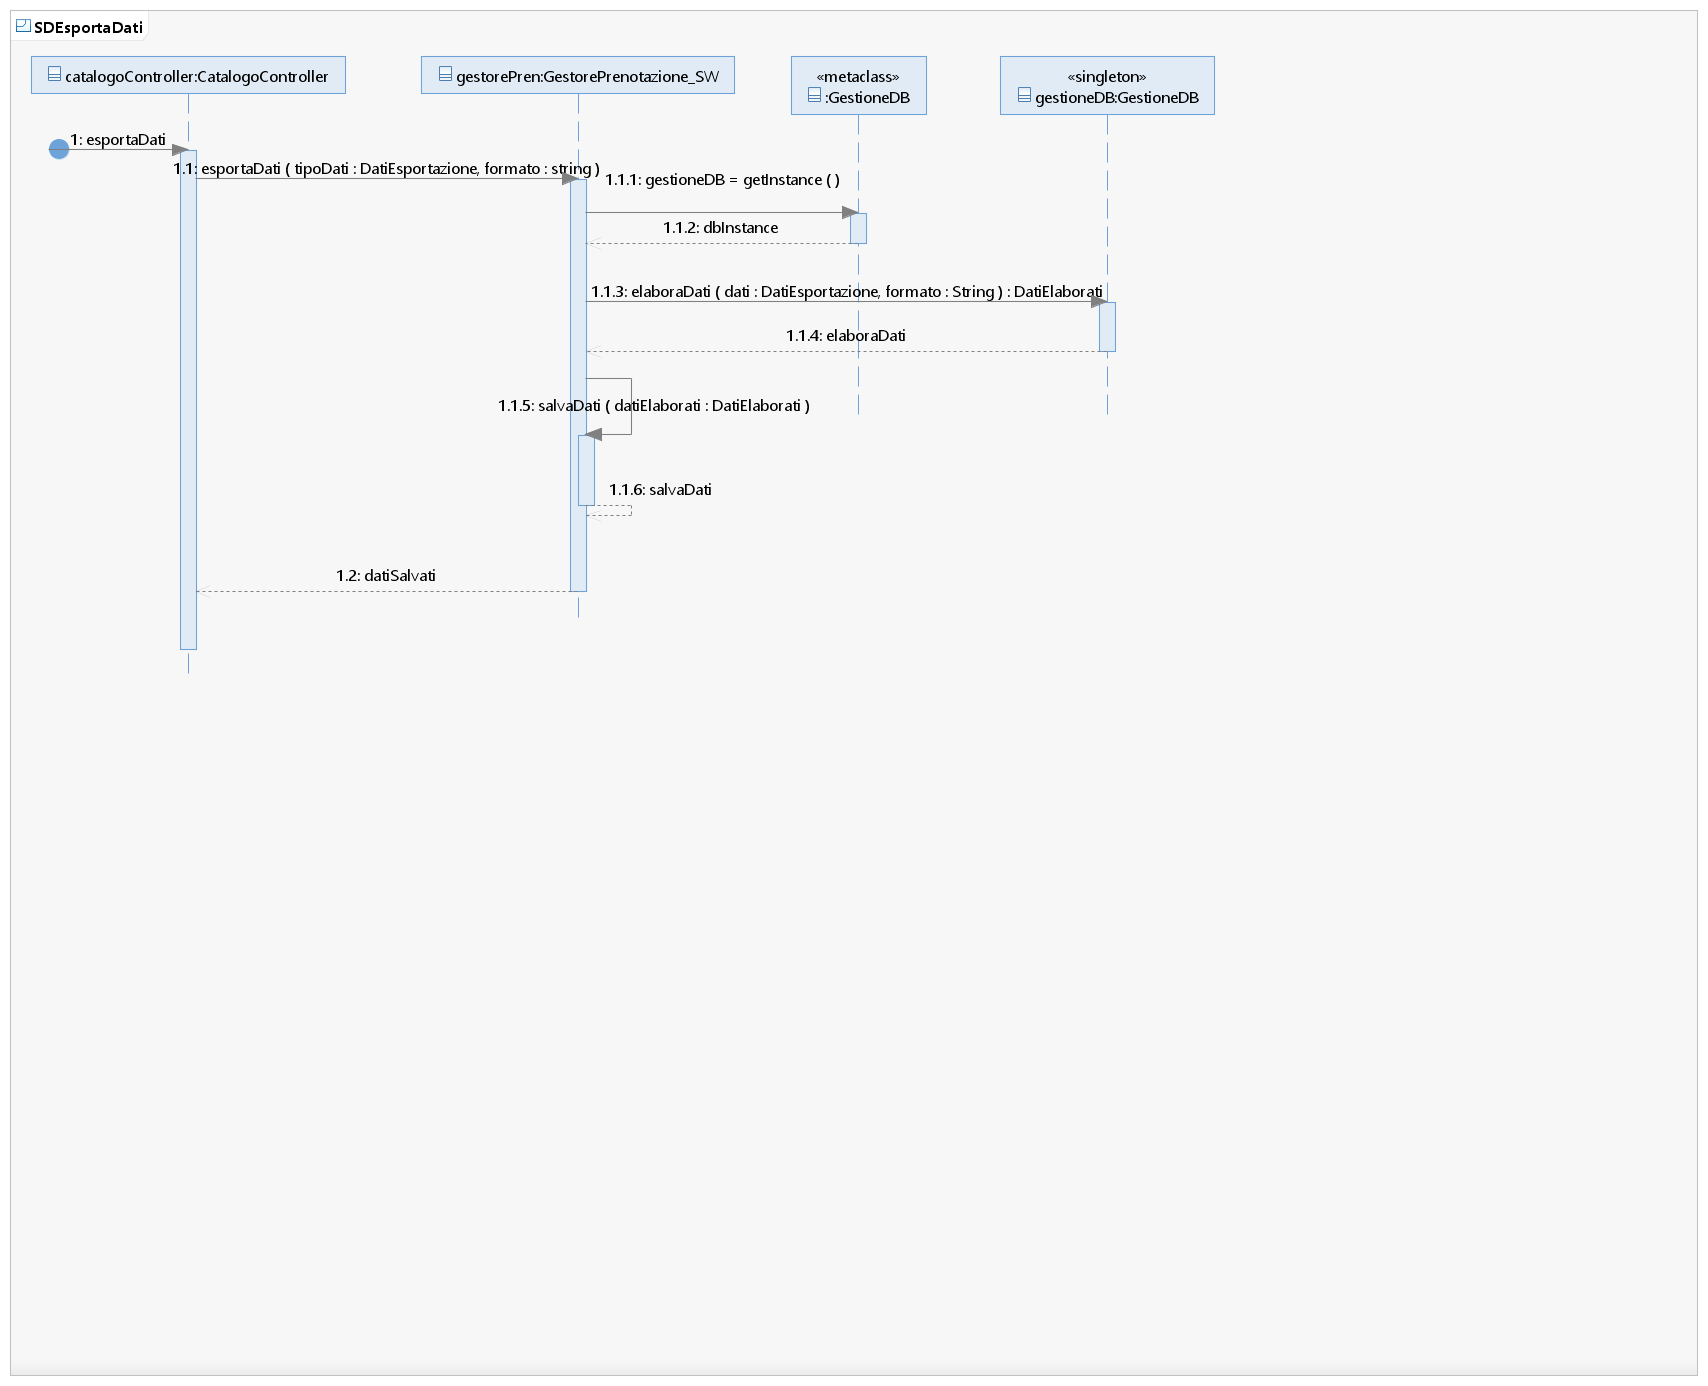 SDEsportaDati
catalogoController:CatalogoController
gestorePren:GestorePrenotazione_SW
«metaclass»
:GestioneDB
«singleton»
gestioneDB:GestioneDB
1: esportaDati
1.1: esportaDati ( tipoDati : DatiEsportazione, formato : string )
1.1.1: gestioneDB = getInstance ( )
1.1.2: dbInstance
1.1.3: elaboraDati ( dati : DatiEsportazione, formato : String ) : DatiElaborati
1.1.4: elaboraDati
1.1.5: salvaDati ( datiElaborati : DatiElaborati )
1.1.6: salvaDati
1.2: datiSalvati